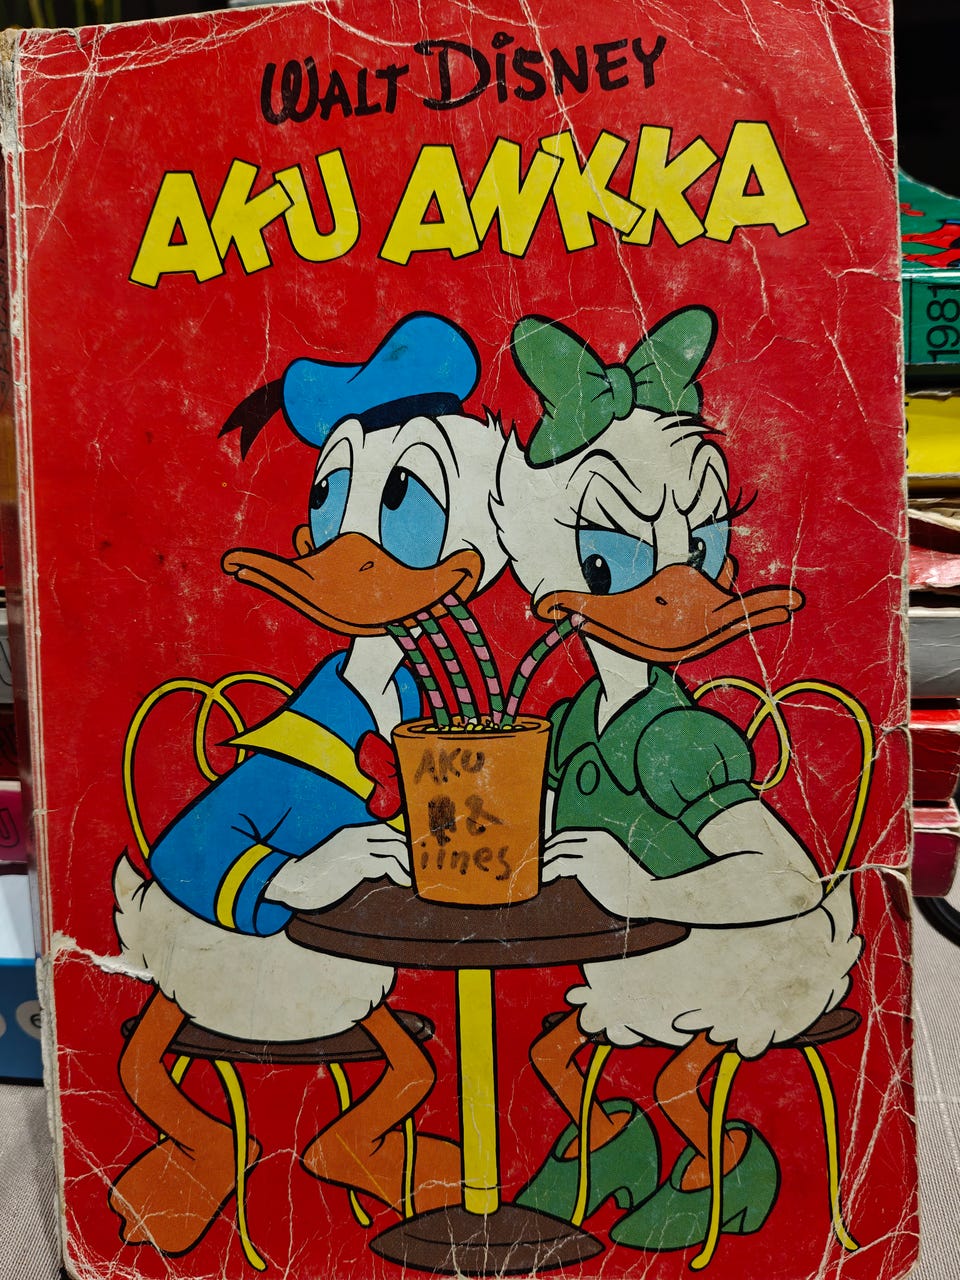 WALT DISNEY
AKU ANKKA
AKU
&
iines
1981